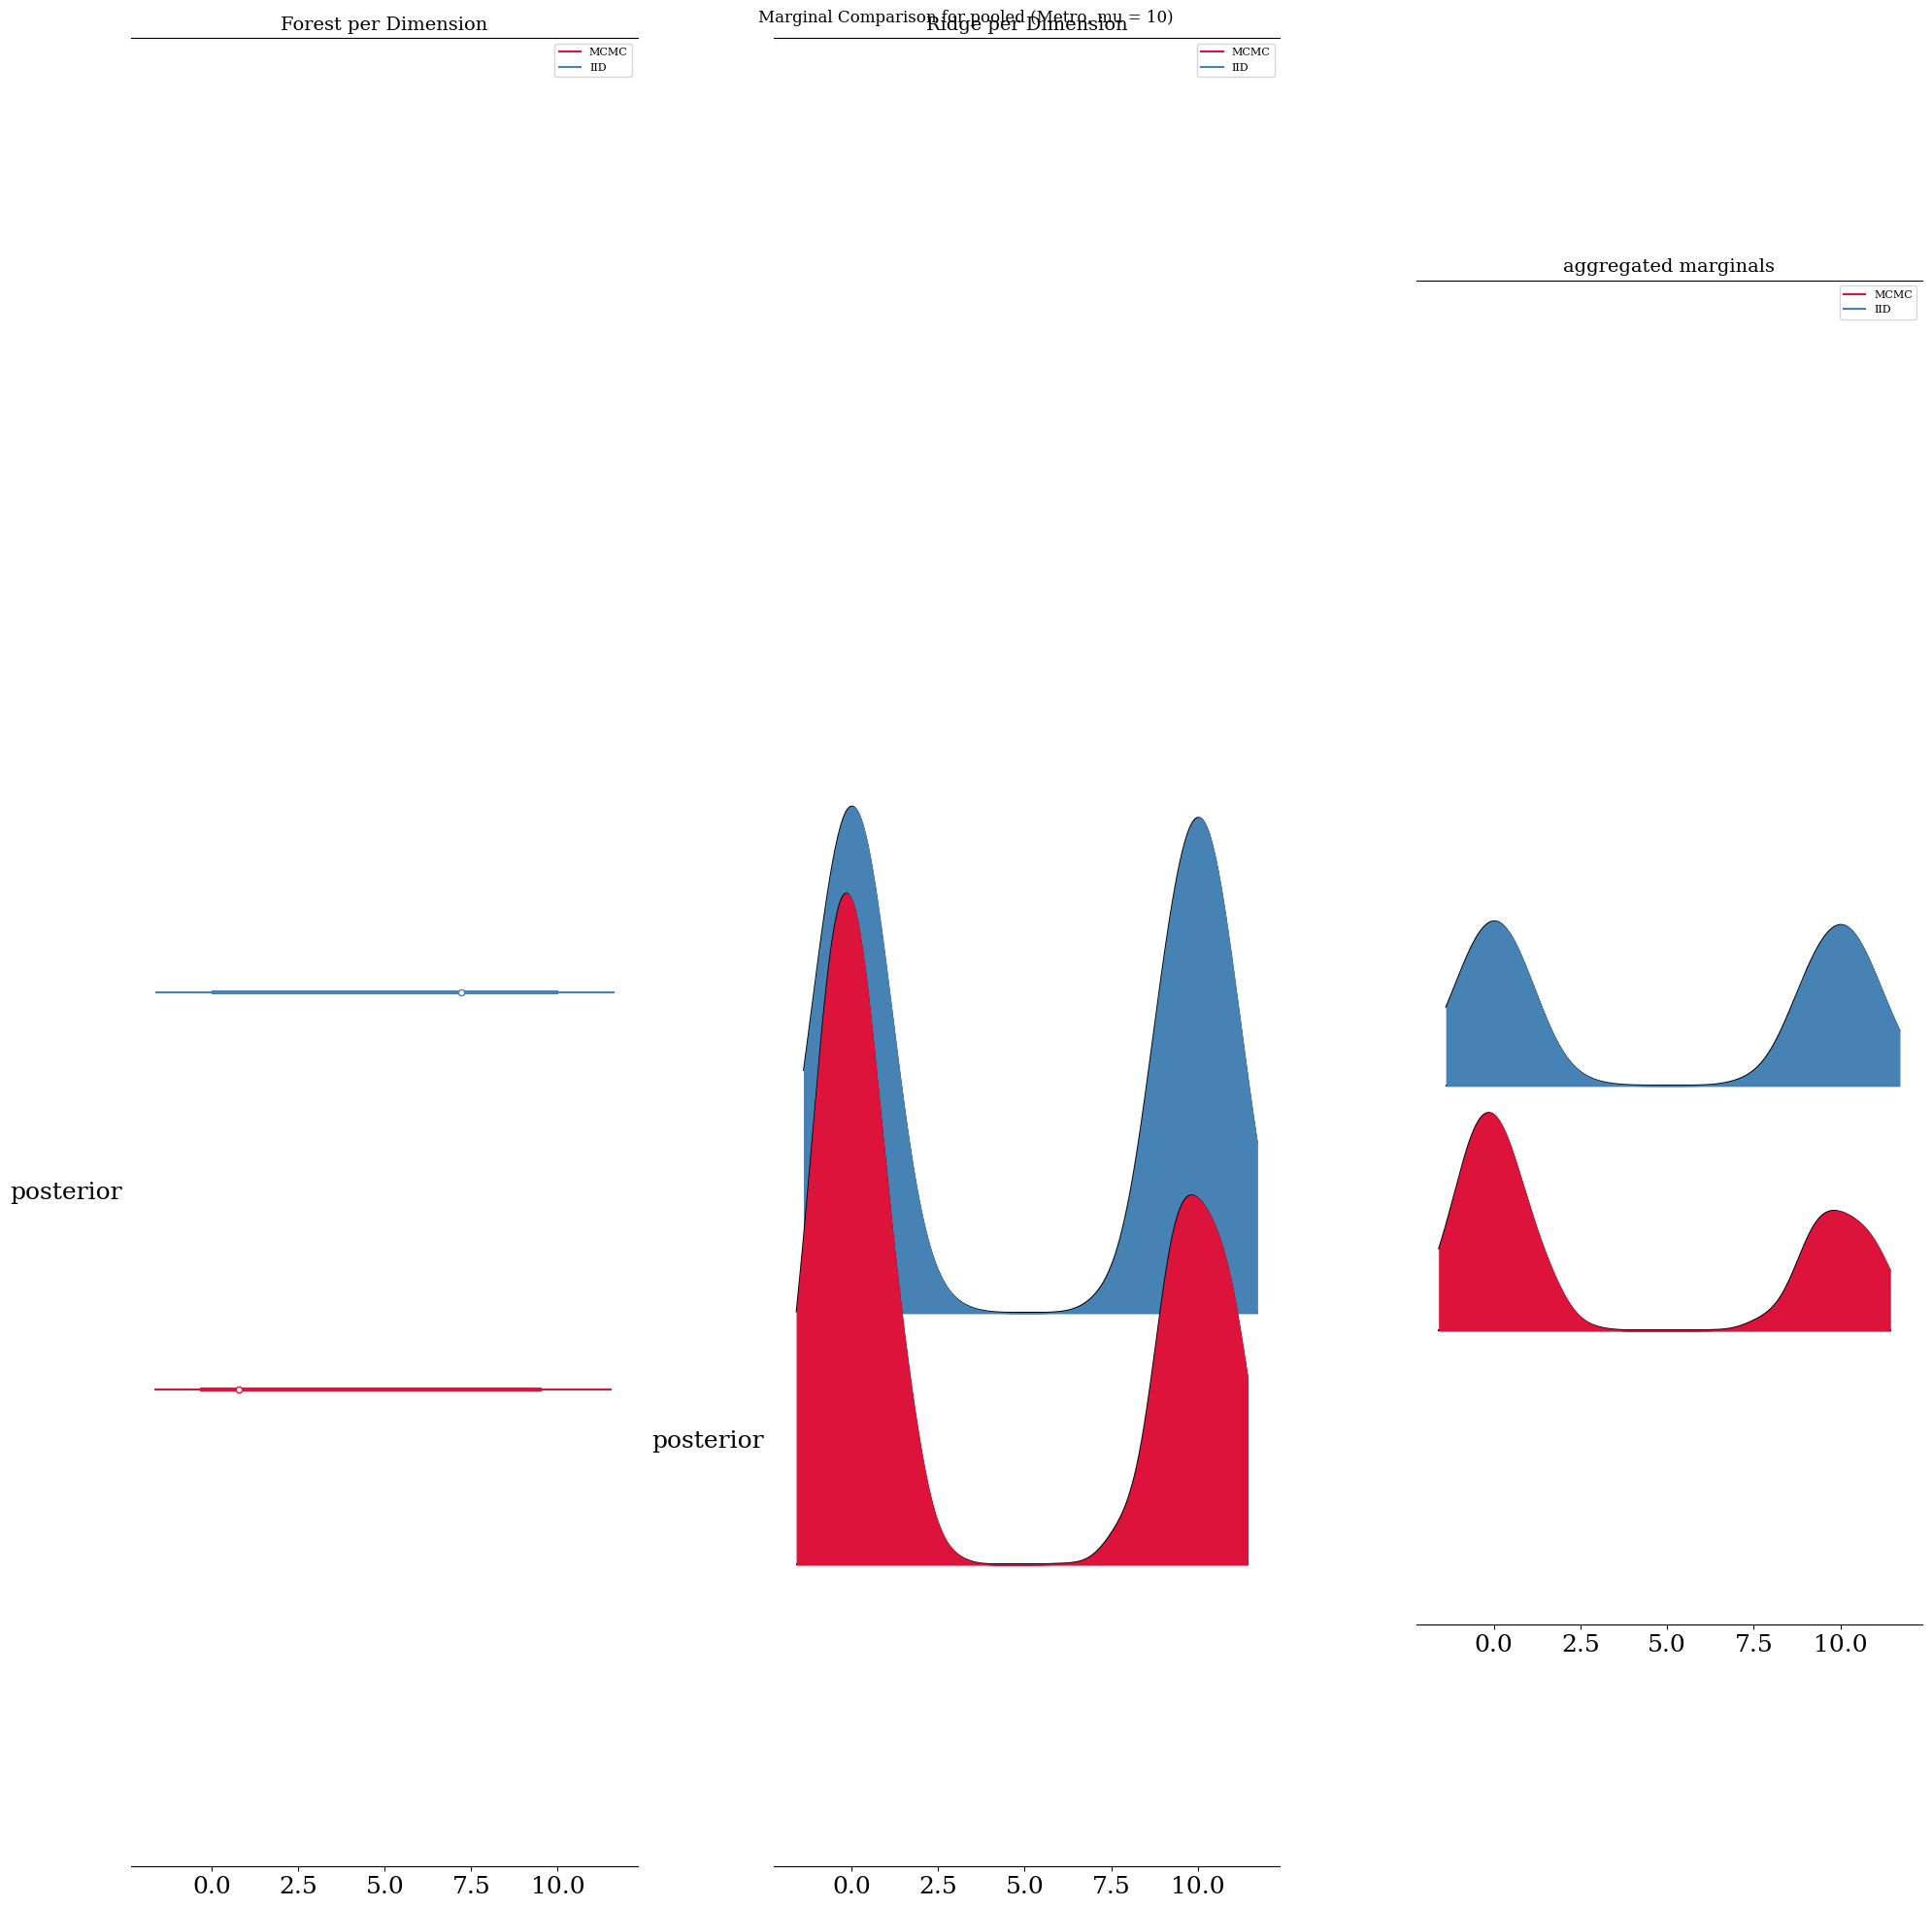 Marginal Comparison for pooled (Metro, mu = 10)
Forest per Dimension
MCMC
IID
posterior
0.0 2.5 5.0 7.5 10.0
Ridge per Dimension
MCMC
IID
posterior
0.0 2.5 5.0 7.5 10.0
aggregated marginals
MCMC
IID
0.0 2.5 5.0 7.5 10.0